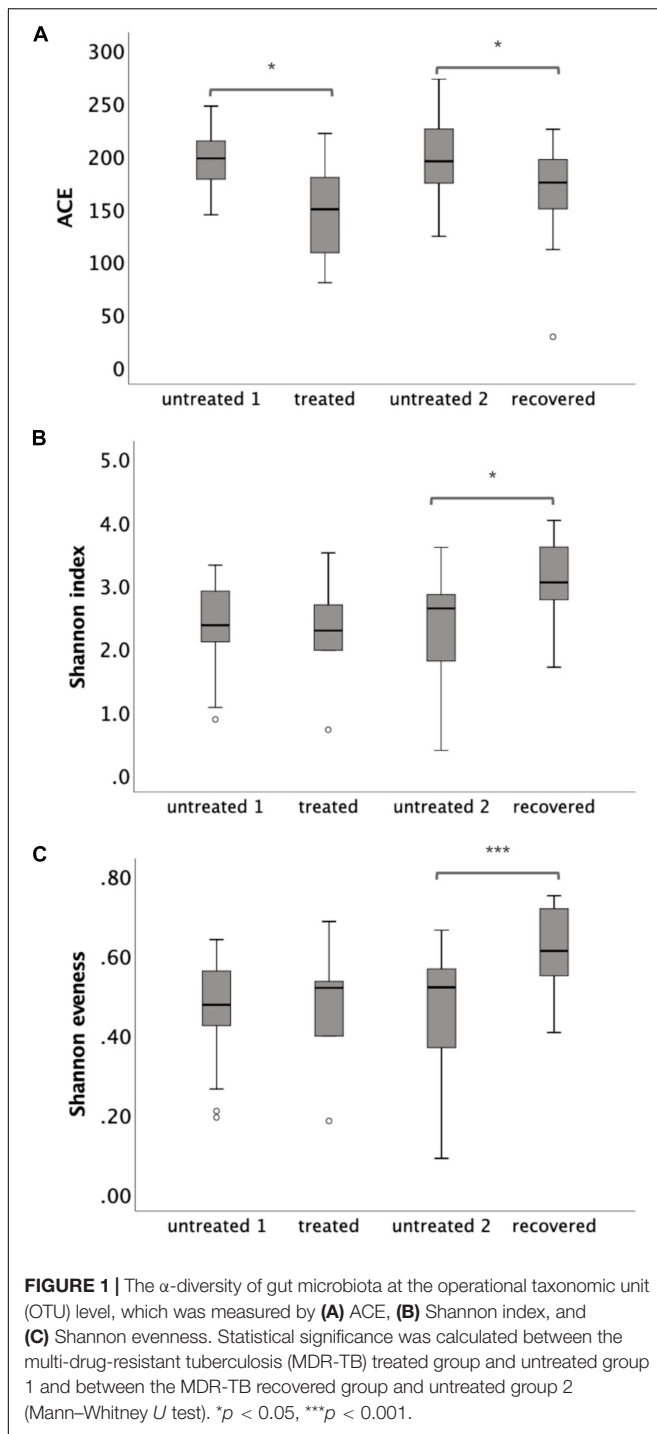 A
300
*
*
250
200
150
100
50
0
ACE
untreated 1 treated untreated 2 recovered
B
5.0
*
4.0
3.0
2.0
1.0
.0
Shannon index
untreated 1 treated untreated 2 recovered
C
.80
***
.60
.40
.20
.00
Shannon eveness
untreated 1 treated untreated 2 recovered
FIGURE 1 | The α-diversity of gut microbiota at the operational taxonomic unit
(OTU) level, which was measured by (A) ACE, (B) Shannon index, and
(C) Shannon evenness. Statistical significance was calculated between the
multi-drug-resistant tuberculosis (MDR-TB) treated group and untreated group
1 and between the MDR-TB recovered group and untreated group 2
(Mann–Whitney U test). *p < 0.05, ***p < 0.001.